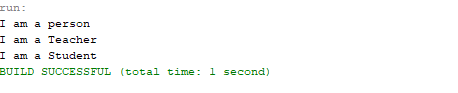 run:
I am a person
I am a Teacher
I am a Student
BUILD SUCCESSFUL (total time: 1 second)